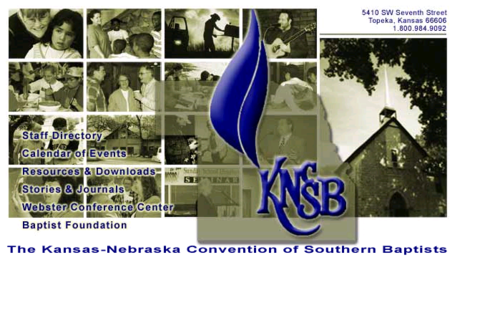 5410 SW Seventh Street
Topeka, Kansas 66606
1.800.984.9092
Staff Directory
Calendar of Events
Resources & Downloads
Stories & Journals
SEMINAR
Webster Conference Center
Baptist Foundation
KNCSB
The Kansas-Nebraska Convention of Southern Baptists